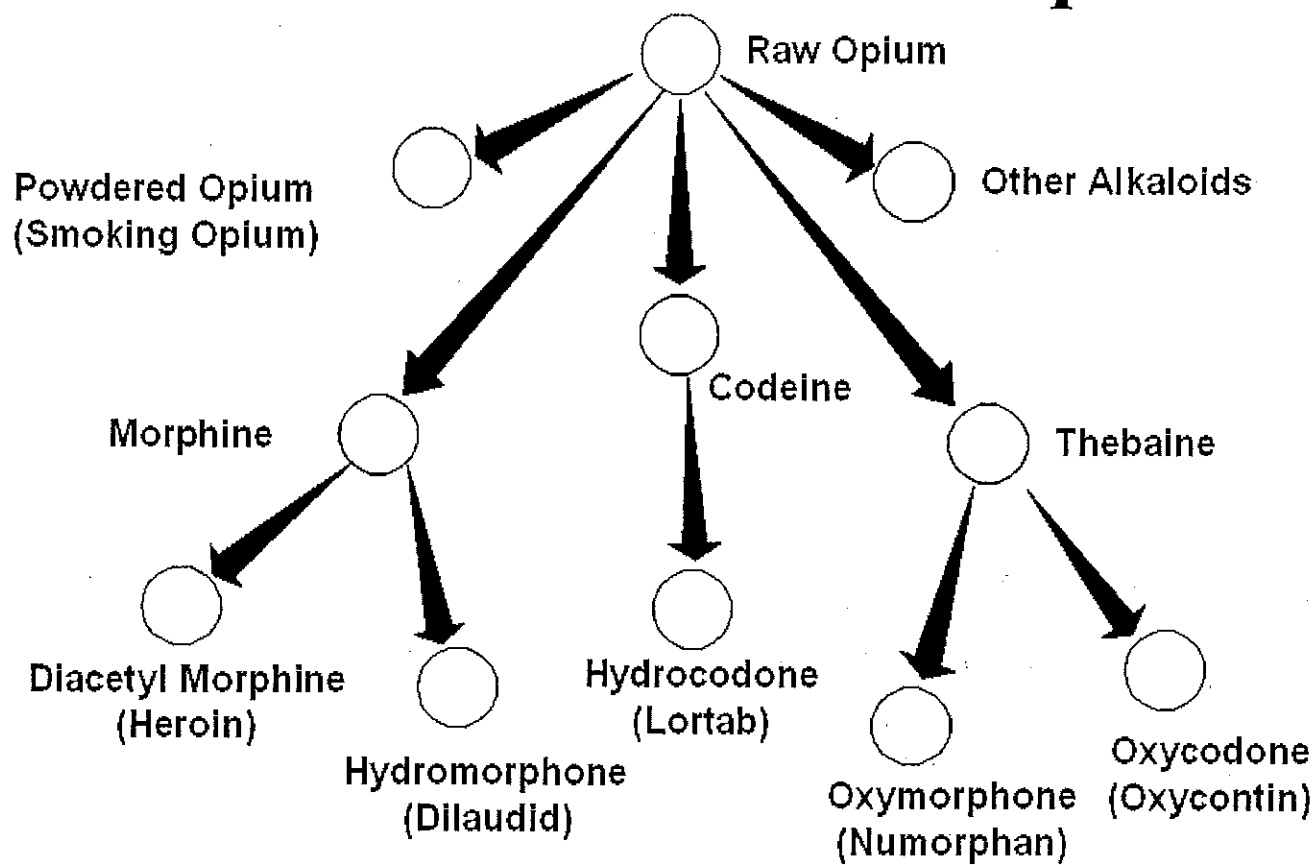 Raw Opium
Powdered Opium
(Smoking Opium)
Other Alkaloids
Codeine
Morphine
Thebaine
Diacetyl Morphine
(Heroin)
Hydromorphone
(Dilaudid)
Hydrocodone
(Lortab)
Oxymorphone
(Numorphan)
Oxycodone
(Oxycontin)